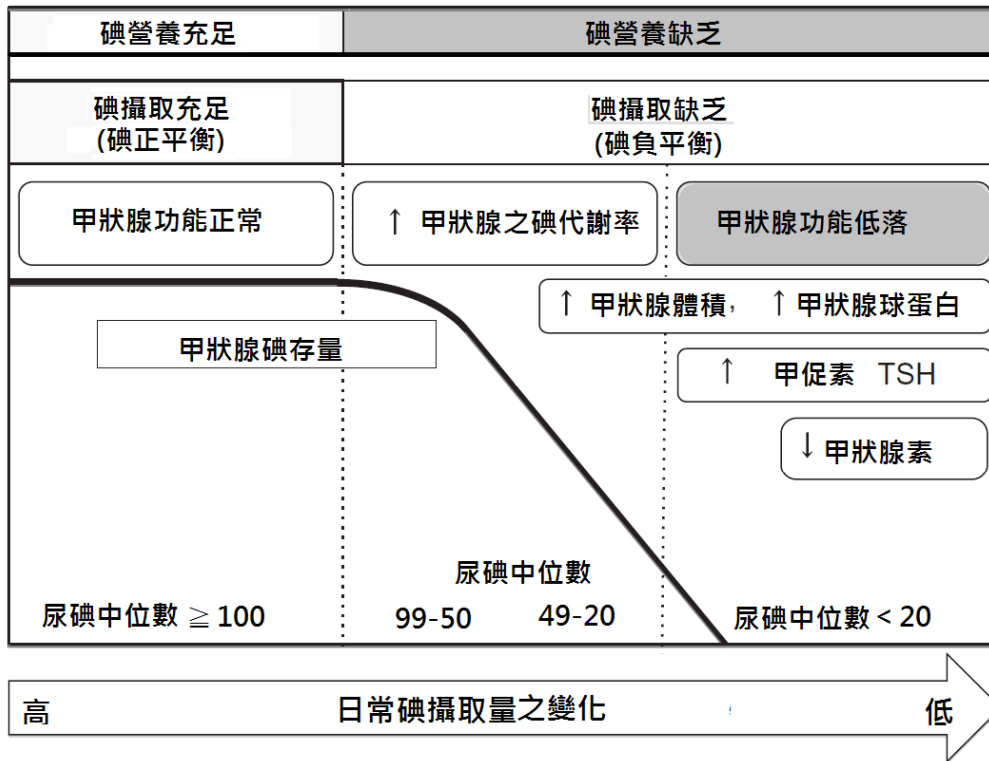 碘營養充足
碘營養缺乏
碘攝取充足
(碘正平衡)
碘攝取缺乏
(碘負平衡)
甲狀腺功能正常
↑ 甲狀腺之碘代謝率
甲狀腺功能低落
↑ 甲狀腺體積, ↑ 甲狀腺球蛋白
甲狀腺碘存量
↑ 甲促素 TSH
↓ 甲狀腺素
尿碘中位數 ≧ 100
尿碘中位數
99-50 49-20
尿碘中位數 < 20
高 日常碘攝取量之變化 低